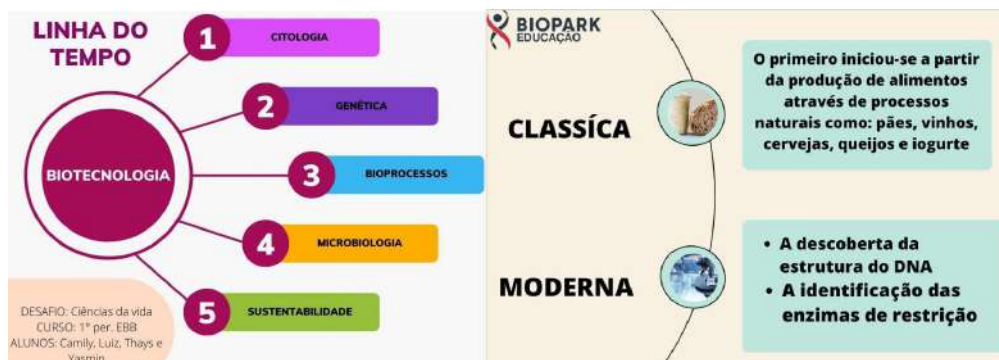 LINHA DO
TEMPO
BIOTECNOLOGIA
1
CITOLOGIA
2
GENÉTICA
3
BIOPROCESSOS
4
MICROBIOLOGIA
5
SUSTENTABILIDADE
DESAFIO: Ciências da vida
CURSO: 1º per. EBB
ALUNOS: Camily, Luiz, Thays e
Yasmin
BIOPARK
EDUCAÇÃO
CLASSÍCA
O primeiro iniciou-se a partir
da produção de alimentos
através de processos
naturais como: pães, vinhos,
cervejas, queijos e iogurte
MODERNA
• A descoberta da
estrutura do DNA
• A identificação das
enzimas de restrição